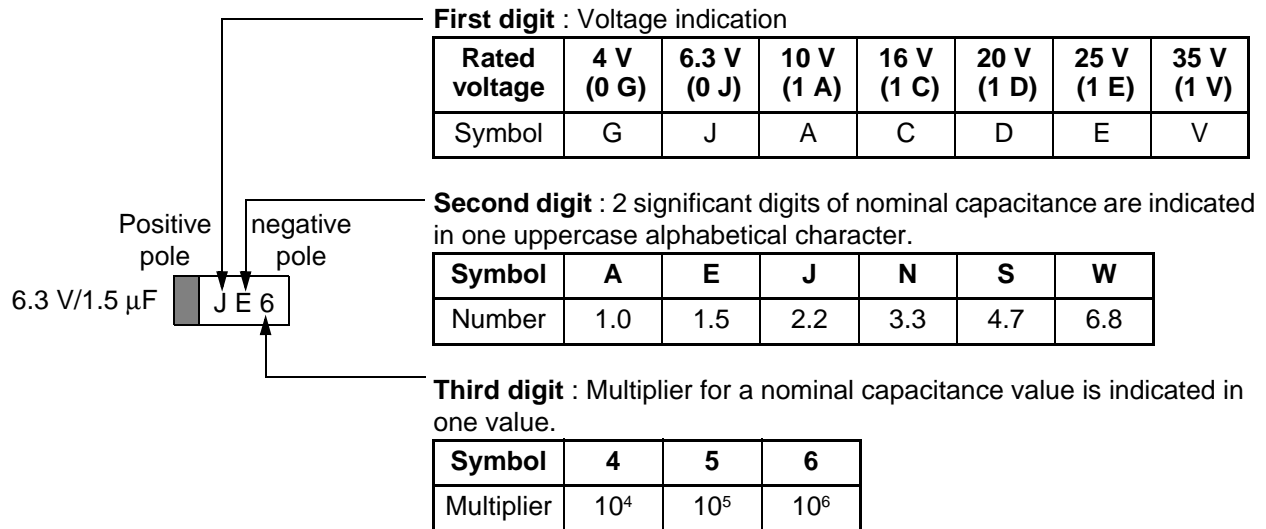 First digit : Voltage indication
Rated voltage 4 V (0 G) 6.3 V (0 J) 10 V (1 A) 16 V (1 C) 20 V (1 D) 25 V (1 E) 35 V (1 V)
Symbol G J A C D E V
Second digit : 2 significant digits of nominal capacitance are indicated
in one uppercase alphabetical character.
Symbol A E J N S W
Number 1.0 1.5 2.2 3.3 4.7 6.8
Positive pole
negative pole
6.3 V/1.5 µF
J E 6
Third digit : Multiplier for a nominal capacitance value is indicated in
one value.
Symbol 4 5 6
Multiplier 10⁴ 10⁵ 10⁶